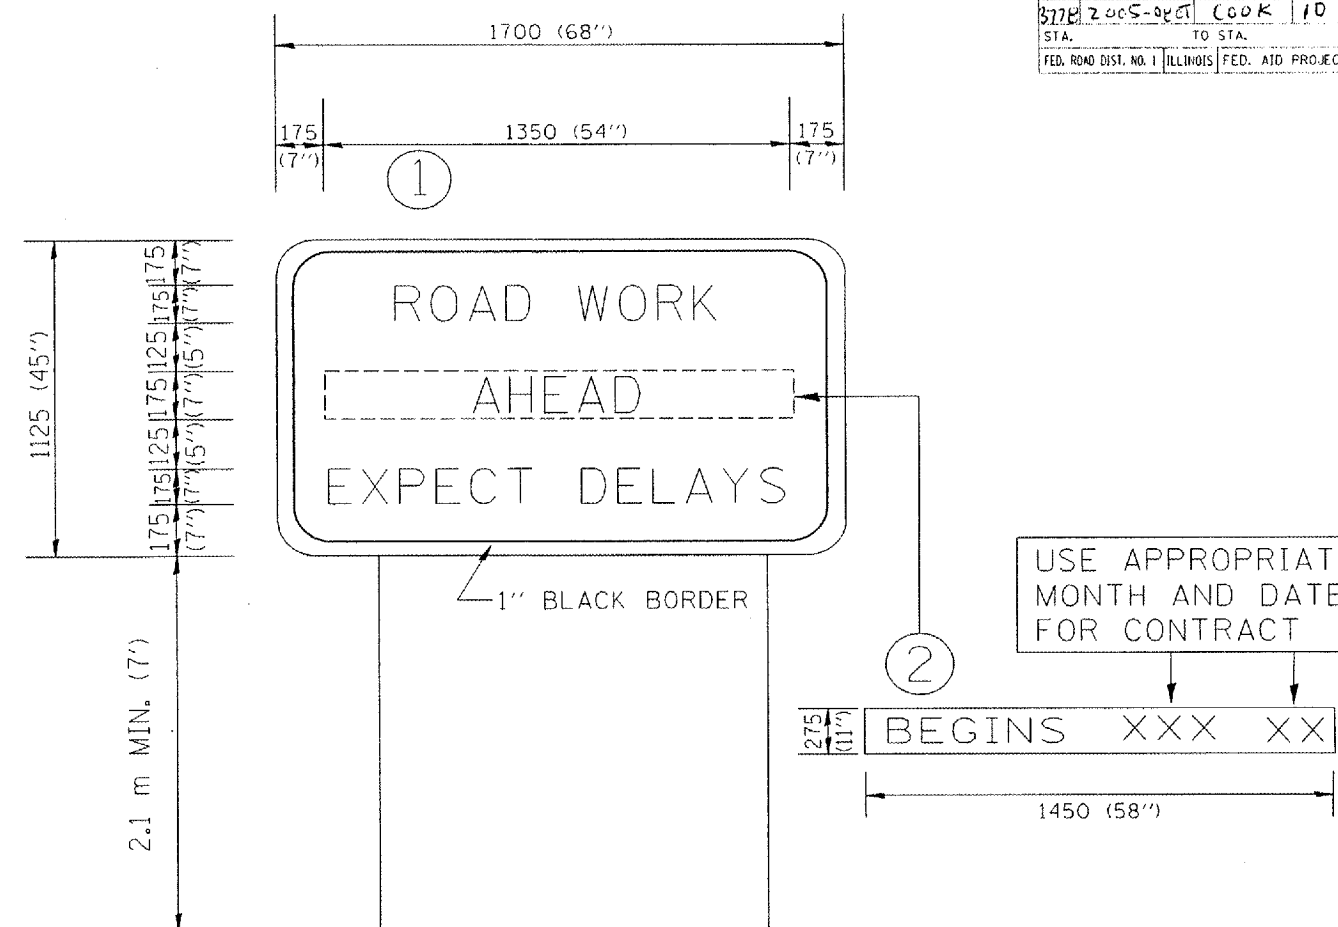 3778 2005-082T COOK 10
STA. TO STA.
FED. ROAD DIST. NO. 1 ILLINOIS FED. AID PROJEC
1700 (68'')
175 (7'')
1350 (54'')
175 (7'')
1
1125 (45'')
175 (7'')
175 (7'')
125 (5'')
175 (7'')
125 (5'')
175 (7'')
175 (7'')
ROAD WORK
AHEAD
EXPECT DELAYS
1'' BLACK BORDER
2.1 m MIN. (7')
USE APPROPRIAT
MONTH AND DATE
FOR CONTRACT
2
275 (11'')
BEGINS XXX XX
1450 (58'')